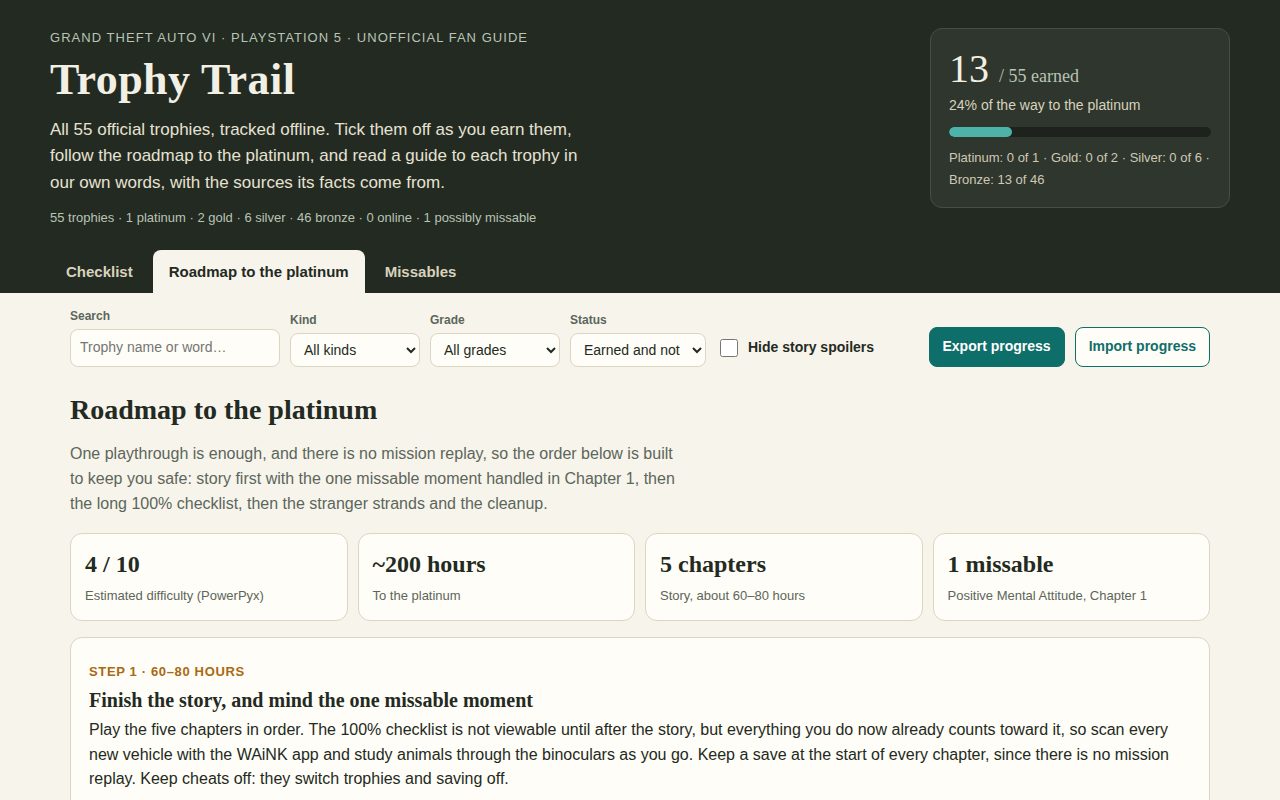 GRAND THEFT AUTO VI · PLAYSTATION 5 · UNOFFICIAL FAN GUIDE
Trophy Trail
All 55 official trophies, tracked offline. Tick them off as you earn them,
follow the roadmap to the platinum, and read a guide to each trophy in
our own words, with the sources its facts come from.
55 trophies · 1 platinum · 2 gold · 6 silver · 46 bronze · 0 online · 1 possibly missable
13 / 55 earned
24% of the way to the platinum
Platinum: 0 of 1 · Gold: 0 of 2 · Silver: 0 of 6 ·
Bronze: 13 of 46
Checklist Roadmap to the platinum Missables
Search Kind Grade Status
Trophy name or word… All kinds All grades Earned and not Hide story spoilers Export progress Import progress
Roadmap to the platinum
One playthrough is enough, and there is no mission replay, so the order below is built
to keep you safe: story first with the one missable moment handled in Chapter 1, then
the long 100% checklist, then the stranger strands and the cleanup.
4 / 10
Estimated difficulty (PowerPyx)
~200 hours
To the platinum
5 chapters
Story, about 60–80 hours
1 missable
Positive Mental Attitude, Chapter 1
STEP 1 · 60–80 HOURS
Finish the story, and mind the one missable moment
Play the five chapters in order. The 100% checklist is not viewable until after the story, but everything you do now already counts toward it, so scan every
new vehicle with the WAiNK app and study animals through the binoculars as you go. Keep a save at the start of every chapter, since there is no mission
replay. Keep cheats off: they switch trophies and saving off.